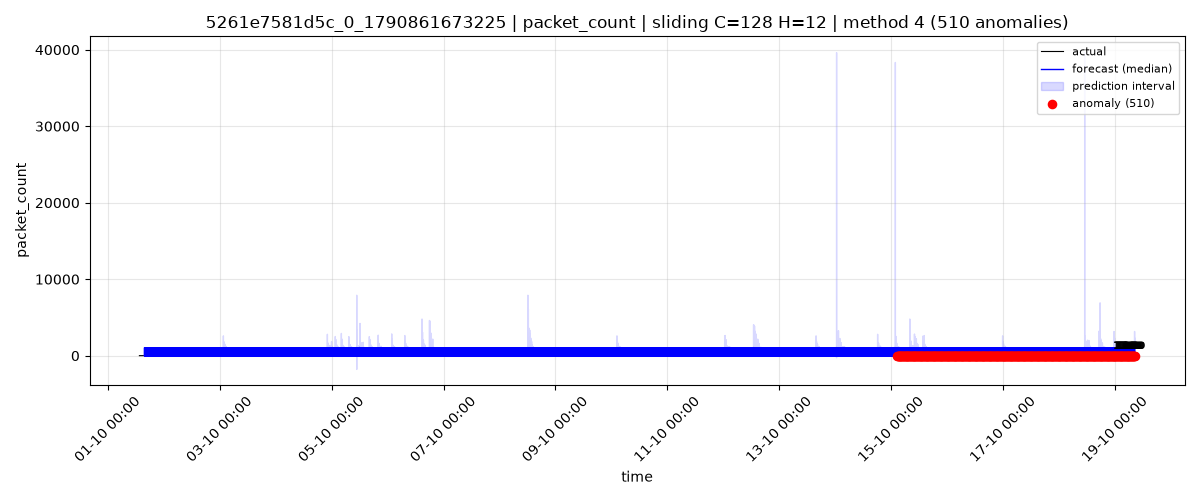 5261e7581d5c_0_1790861673225 | packet_count | sliding C=128 H=12 | method 4 (510 anomalies)
actual
forecast (median)
prediction interval
anomaly (510)
packet_count
40000
30000
20000
10000
0
01-10 00:00
03-10 00:00
05-10 00:00
07-10 00:00
09-10 00:00
11-10 00:00
13-10 00:00
15-10 00:00
17-10 00:00
19-10 00:00
time